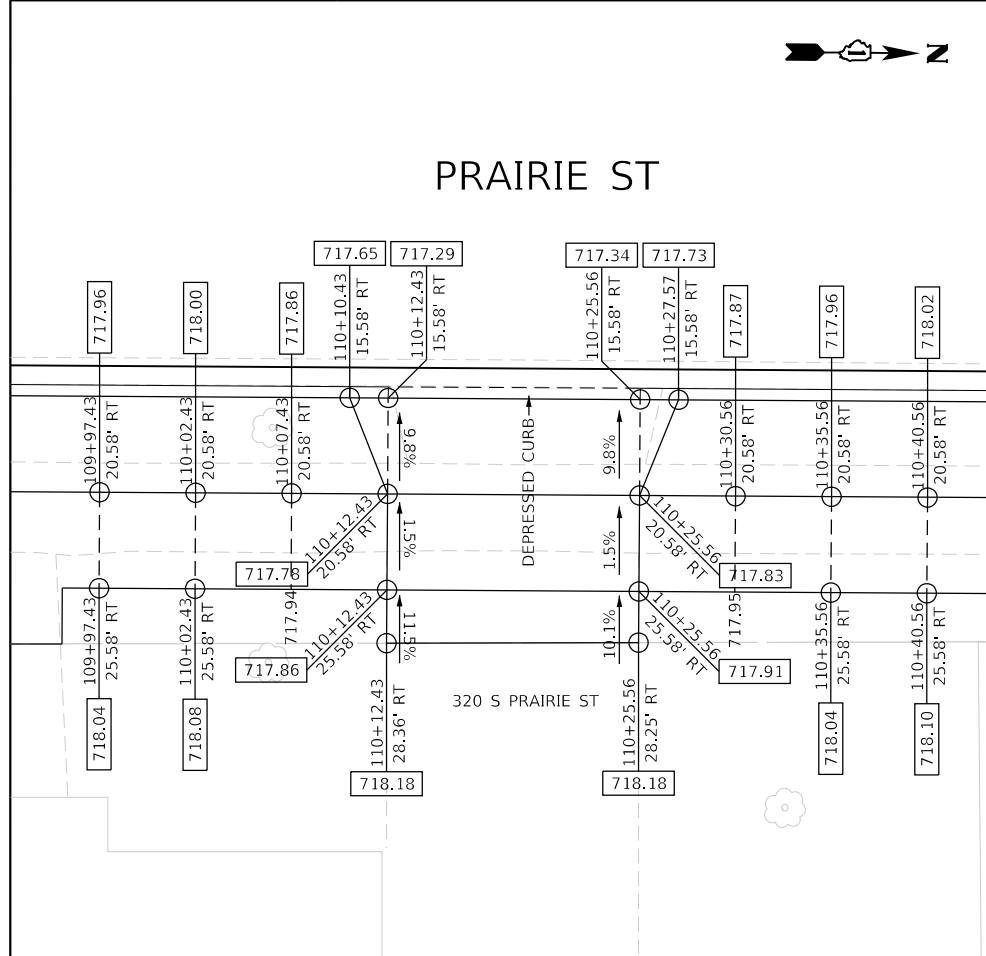 N
PRAIRIE ST
717.65
717.29
717.34
717.73
110+10.43
15.58' RT
110+12.43
15.58' RT
110+25.56
15.58' RT
110+27.57
15.58' RT
717.96
718.00
717.86
717.87
717.96
718.02
109+97.43
20.58' RT
110+02.43
20.58' RT
110+07.43
20.58' RT
9.8%
DEPRESSED CURB
9.8%
110+30.56
20.58' RT
110+35.56
20.58' RT
110+40.56
20.58' RT
110+12.43
20.58' RT
717.78
1.5%
1.5%
110+25.56
20.58' RT
717.83
109+97.43
25.58' RT
110+02.43
25.58' RT
717.94
110+12.43
25.58' RT
717.86
11.5%
10.1%
110+25.56
25.58' RT
717.91
717.95
110+35.56
25.58' RT
110+40.56
25.58' RT
320 S PRAIRIE ST
110+12.43
28.36' RT
110+25.56
28.25' RT
718.04
718.08
718.18
718.18
718.04
718.10